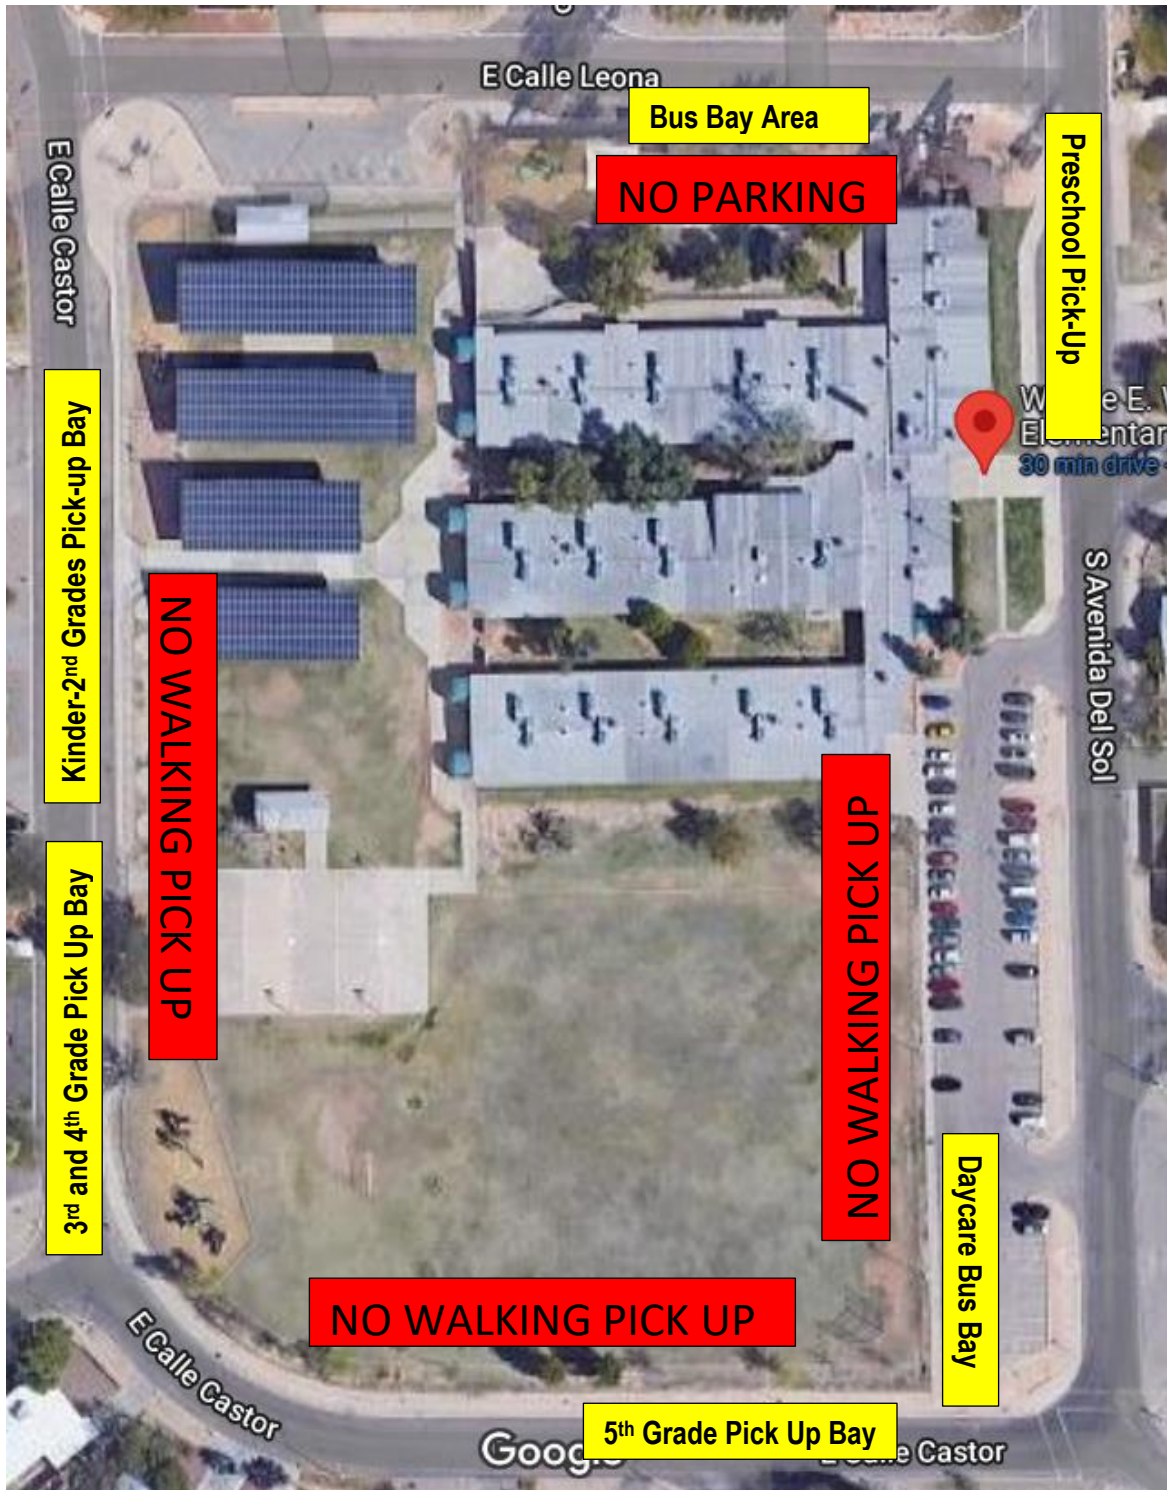 E Calle Leona
Bus Bay Area
NO PARKING
E Calle Castor
Preschool Pick-Up
e E.
Kinder-2nd Grades Pick-up Bay
30 min drive
NO WALKING PICK UP
S Avenida Del Sol
NO WALKING PICK UP
3rd and 4th Grade Pick Up Bay
Daycare Bus Bay
NO WALKING PICK UP
E Calle Castor
5th Grade Pick Up Bay
Castor